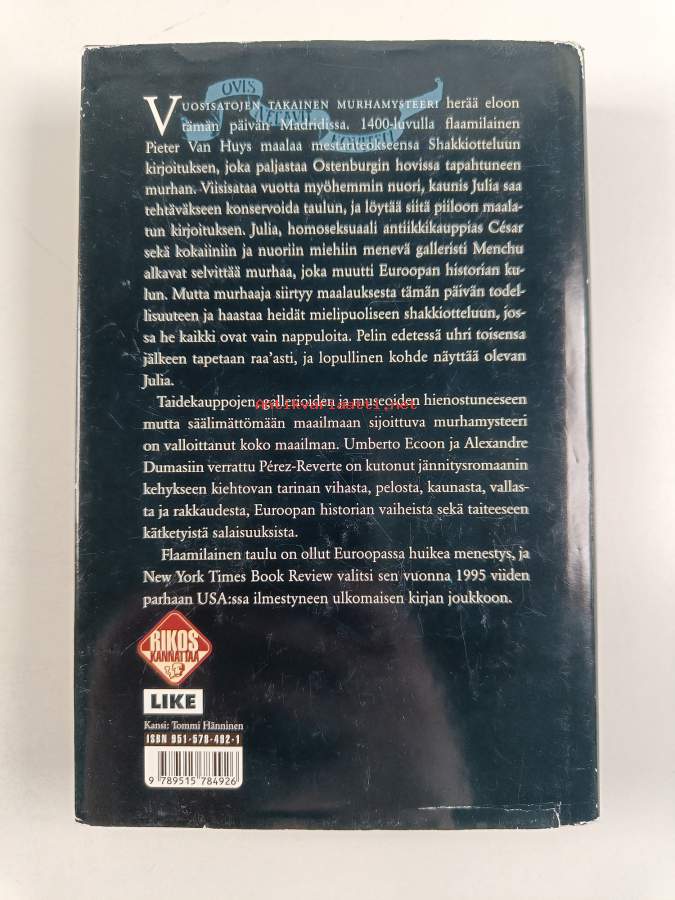 OVIS
VUOSISATOJEN TAKAINEN MURHAMYSTEERI herää eloon
tämän päivän Madridissa. 1400-luvulla flaamilainen
Pieter Van Huys maalaa mestariteokseensa Shakkiotteluun
kirjoituksen, joka paljastaa Ostenburgin hovissa tapahtuneen
murhan. Viisisataa vuotta myöhemmin nuori, kaunis Julia saa
tehtäväkseen konservoida taulun, ja löytää siitä piiloon maala-
tun kirjoituksen. Julia, homoseksuaali antiikkikauppias César
sekä kokaiiniin ja nuoriin miehiin menevä galleristi Menchu
alkavat selvittää murhaa, joka muutti Euroopan historian ku-
lun. Mutta murhaaja siirtyy maalauksesta tämän päivän todel-
lisuuteen ja haastaa heidät mielipuoliseen shakkiotteluun, jos-
sa he kaikki ovat vain nappuloita. Pelin edetessä uhri toisensa
jälkeen tapetaan raa'asti, ja lopullinen kohde näyttää olevan
Julia.
Taidekauppojen, gallerioiden ja museoiden hienostuneeseen
antikvariaatti.net
mutta säälimättömään maailmaan sijoittuva murhamysteeri
on valloittanut koko maailman. Umberto Ecoon ja Alexandre
Dumasiin verrattu Pérez-Reverte on kutonut jännitysromaanin
kehykseen kiehtovan tarinan vihasta, pelosta, kaunasta, vallas-
ta ja rakkaudesta, Euroopan historian vaiheista sekä taiteeseen
kätketyistä salaisuuksista.
Flaamilainen taulu on ollut Euroopassa huikea menestys, ja
New York Times Book Review valitsi sen vuonna 1995 viiden
parhaan USA:ssa ilmestyneen ulkomaisen kirjan joukkoon.
RIKOS
KANNATTAA
LIKE
Kansi: Tommi Hänninen
ISBN 951-578-492-1
9 789515 784926